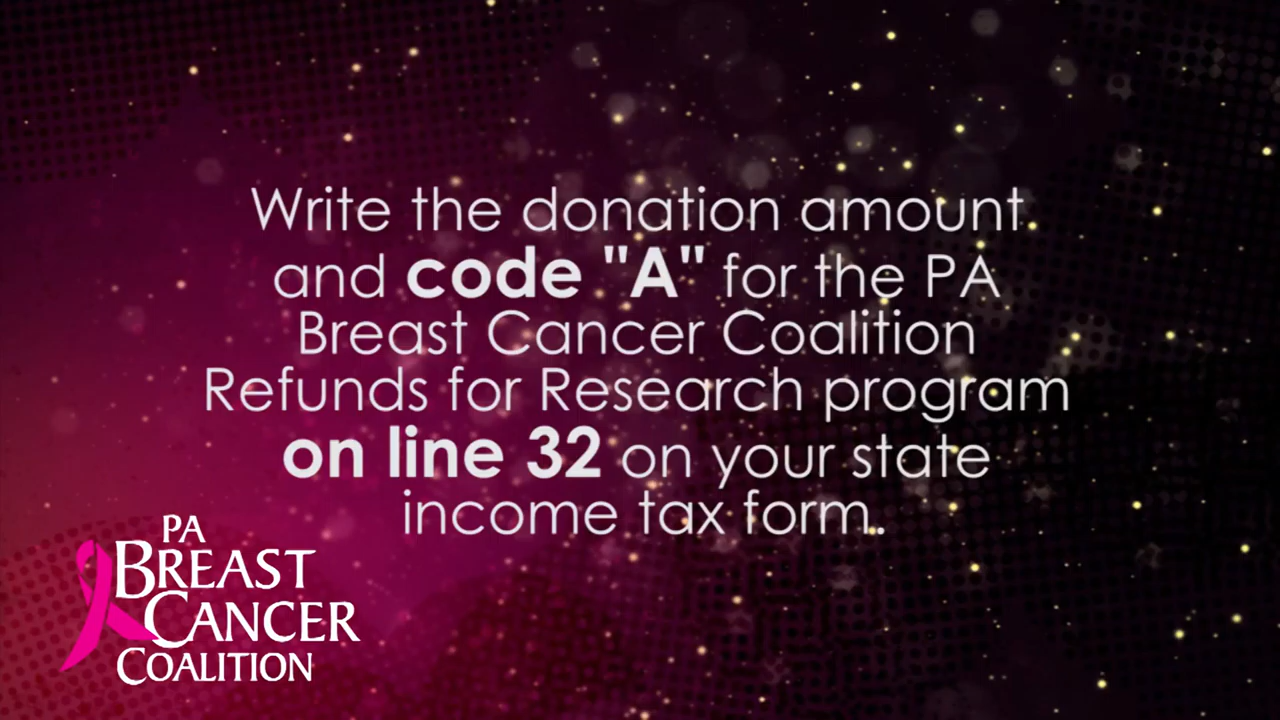 Write the donation amount
and code "A" for the PA
Breast Cancer Coalition
Refunds for Research program
on line 32 on your state
income tax form.
PA
BREAST
CANCER
COALITION